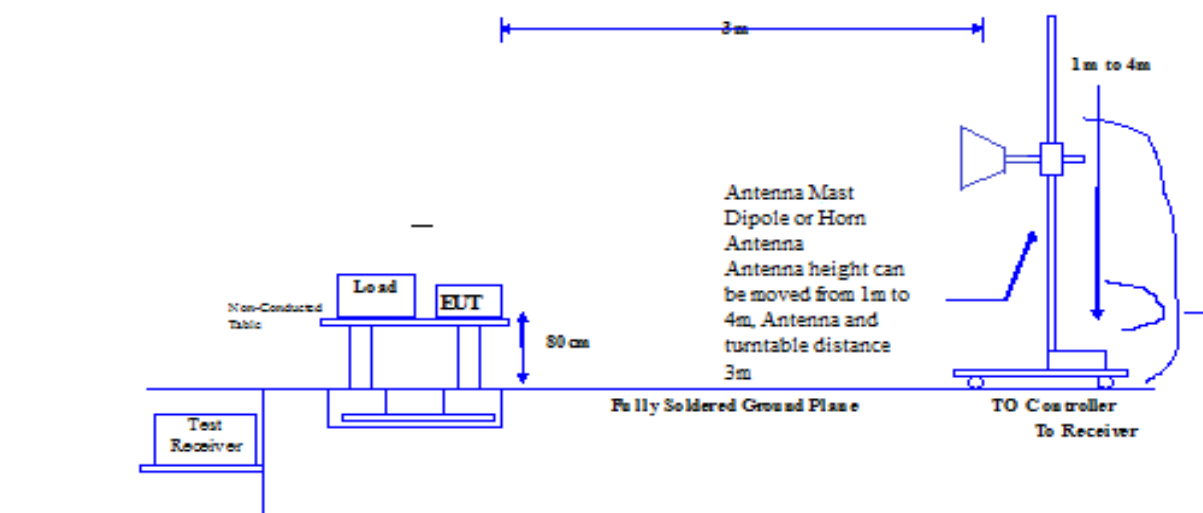 3m
1m to 4m
Antenna Mast
Dipole or Horn
Antenna
Antenna height can
be moved from 1m to
4m, Antenna and
turntable distance
3m
Load
EUT
Non-Conducted
Table
80cm
Fully Soldered Ground Plane
TO Controller
To Receiver
Test
Receiver